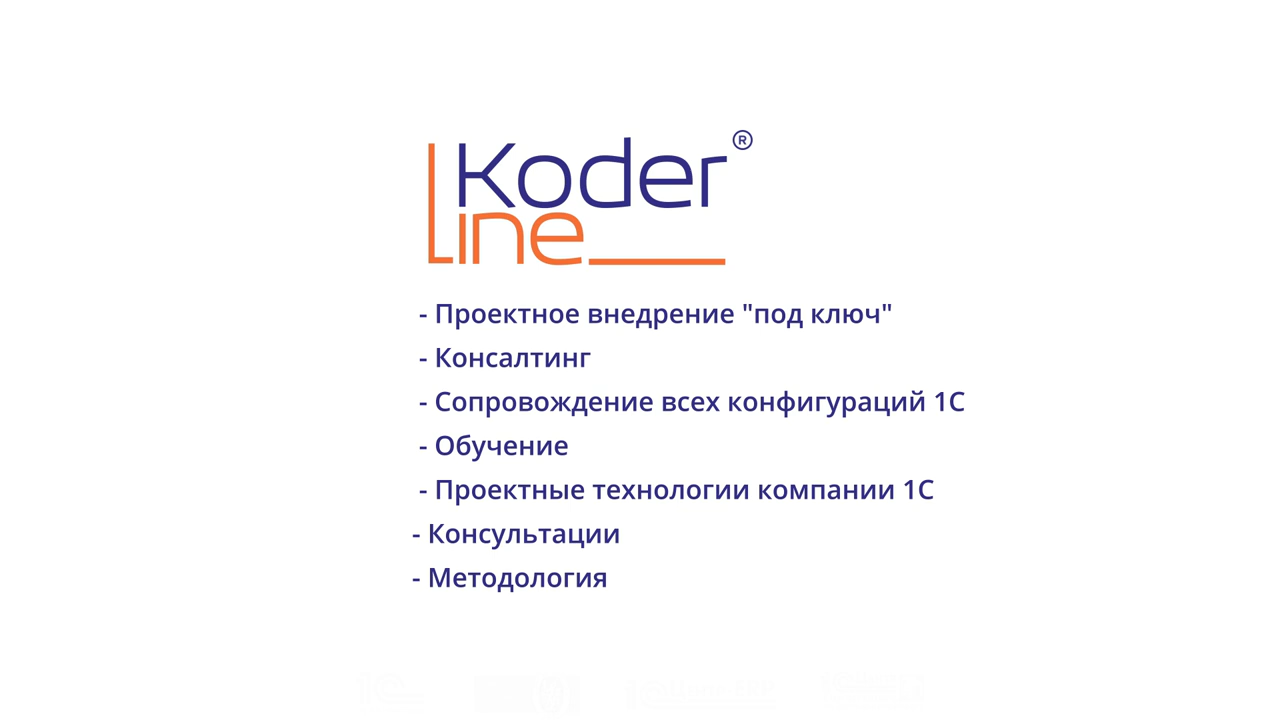 Koder®
Line
- Проектное внедрение "под ключ"
- Консалтинг
- Сопровождение всех конфигураций 1С
- Обучение
- Проектные технологии компании 1С
- Консультации
- Методология